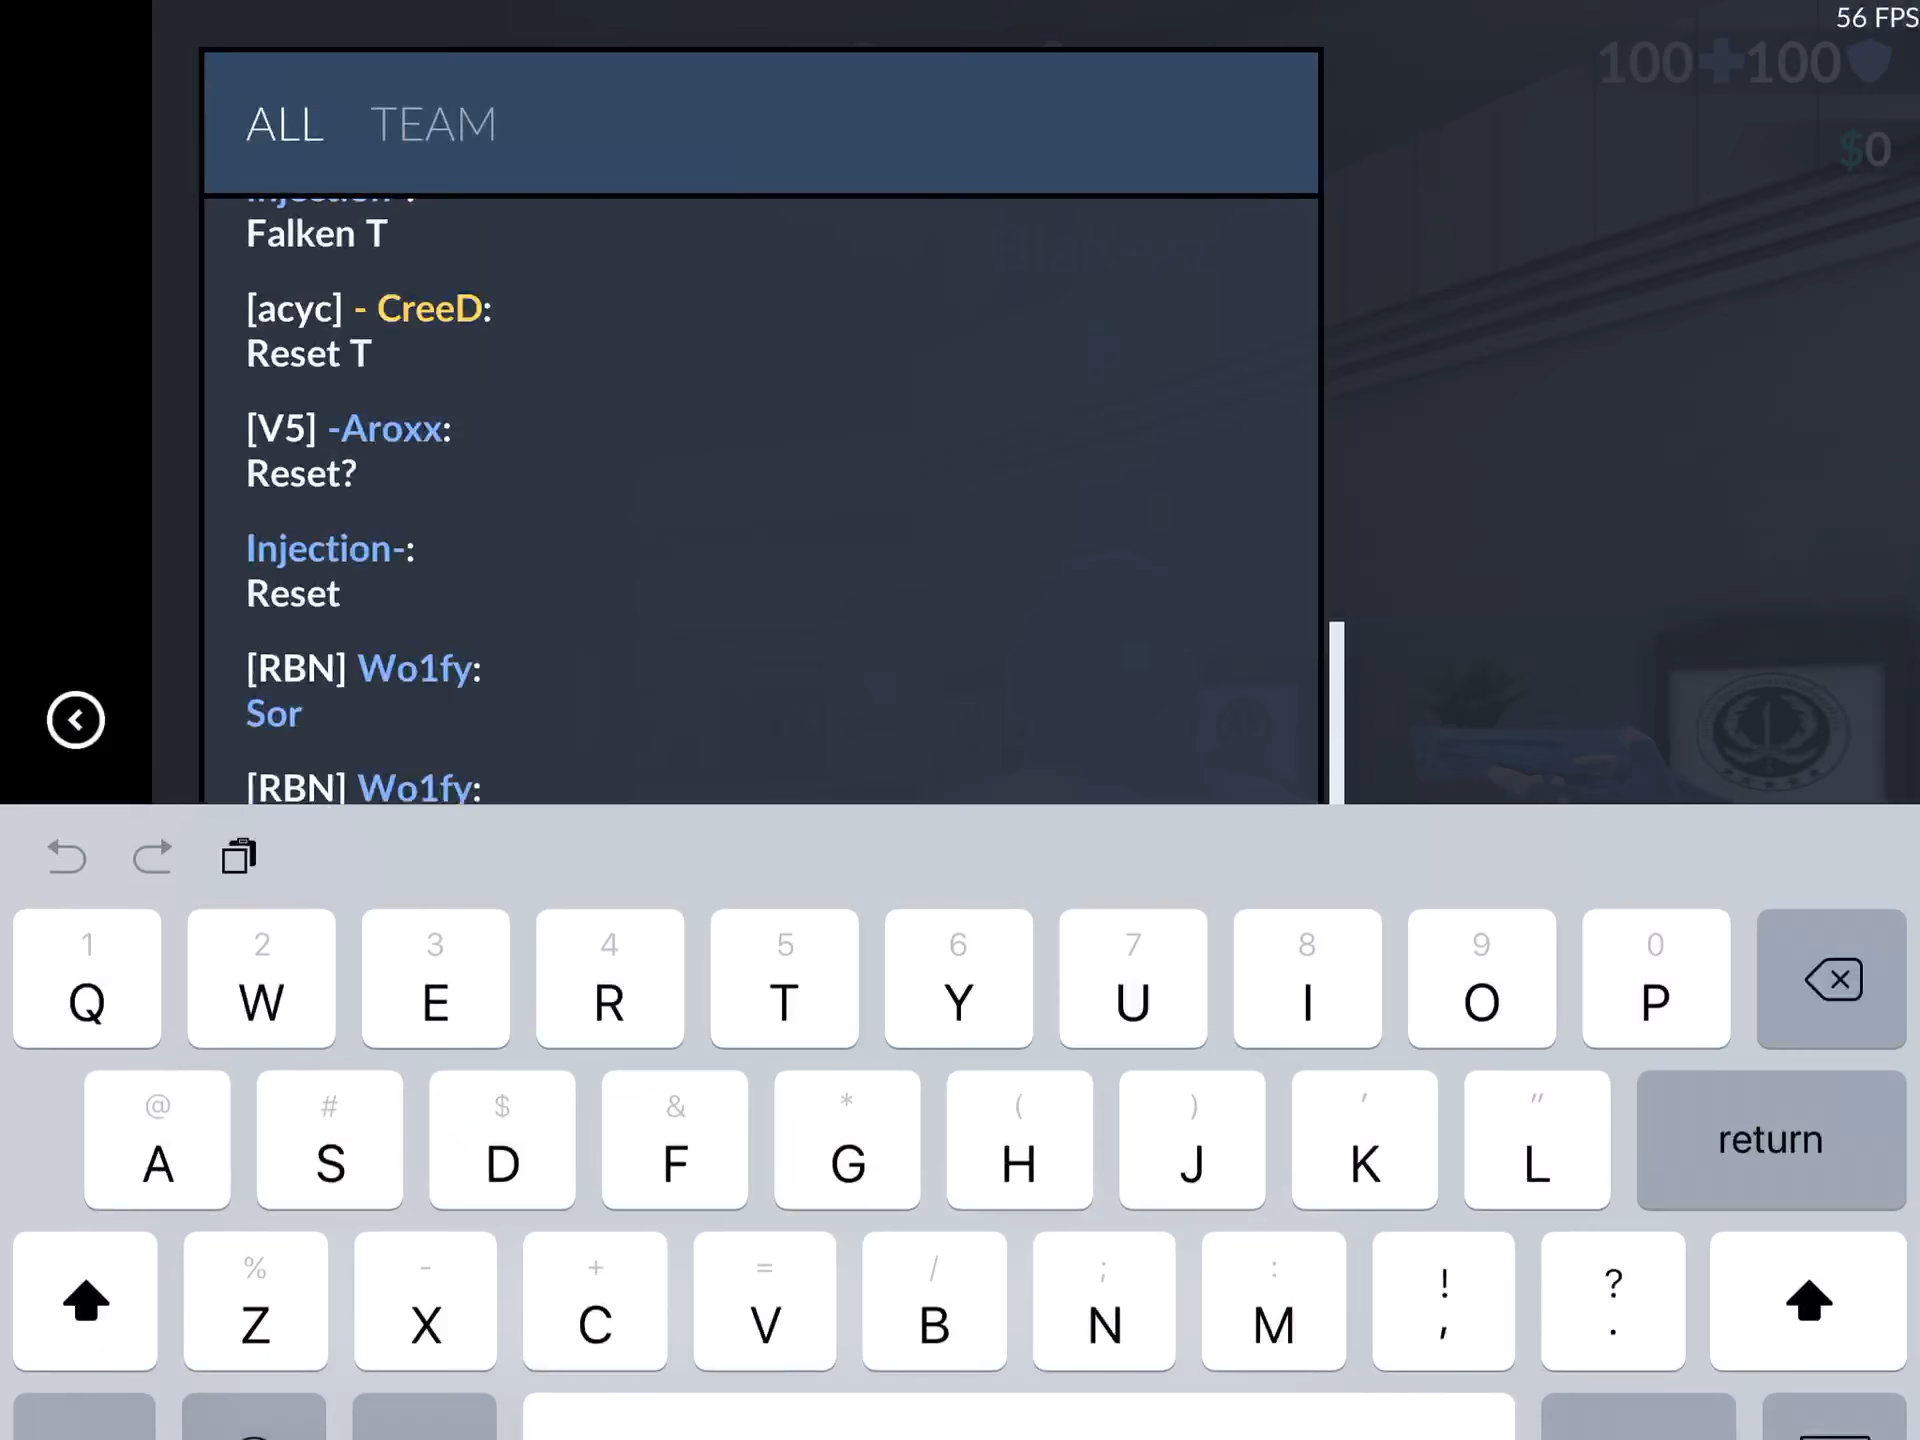 56 FPS
100 100
$0
ALL TEAM
Injection-:
Falken T
[acyc] - CreeD:
Reset T
[V5] -Aroxx:
Reset?
Injection-:
Reset
[RBN] Wo1fy:
Sor
[RBN] Wo1fy:
1 2 3 4 5 6 7 8 9 0
Q W E R T Y U I O P
@ # $ & * ( ) ' "
A S D F G H J K L return
% - + = / ; : ! ?
Z X C V B N M , .